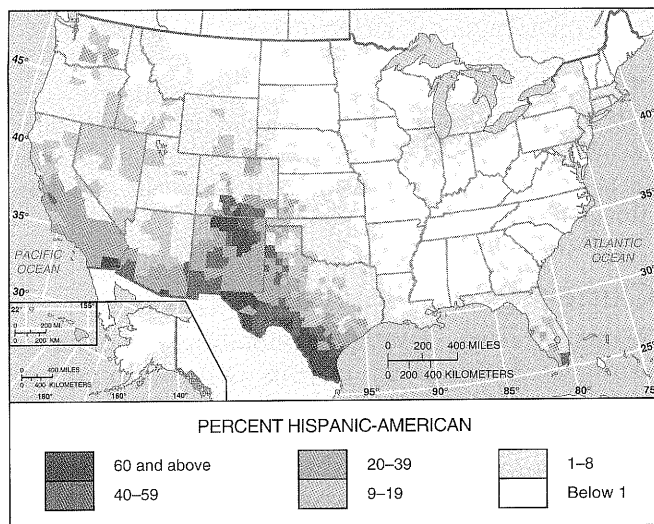 45°
40°
35°
30°
PACIFIC
OCEAN
ATLANTIC
OCEAN
40°
35°
30°
25°
22°
155°
0 200 MI.
0 200 KM.
0 400 MILES
0 400 KILOMETERS
180°
160°
140°
0 200 400 MILES
0 200 400 KILOMETERS
95°
90°
85°
80°
75°
PERCENT HISPANIC-AMERICAN
60 and above
40–59
20–39
9–19
1–8
Below 1